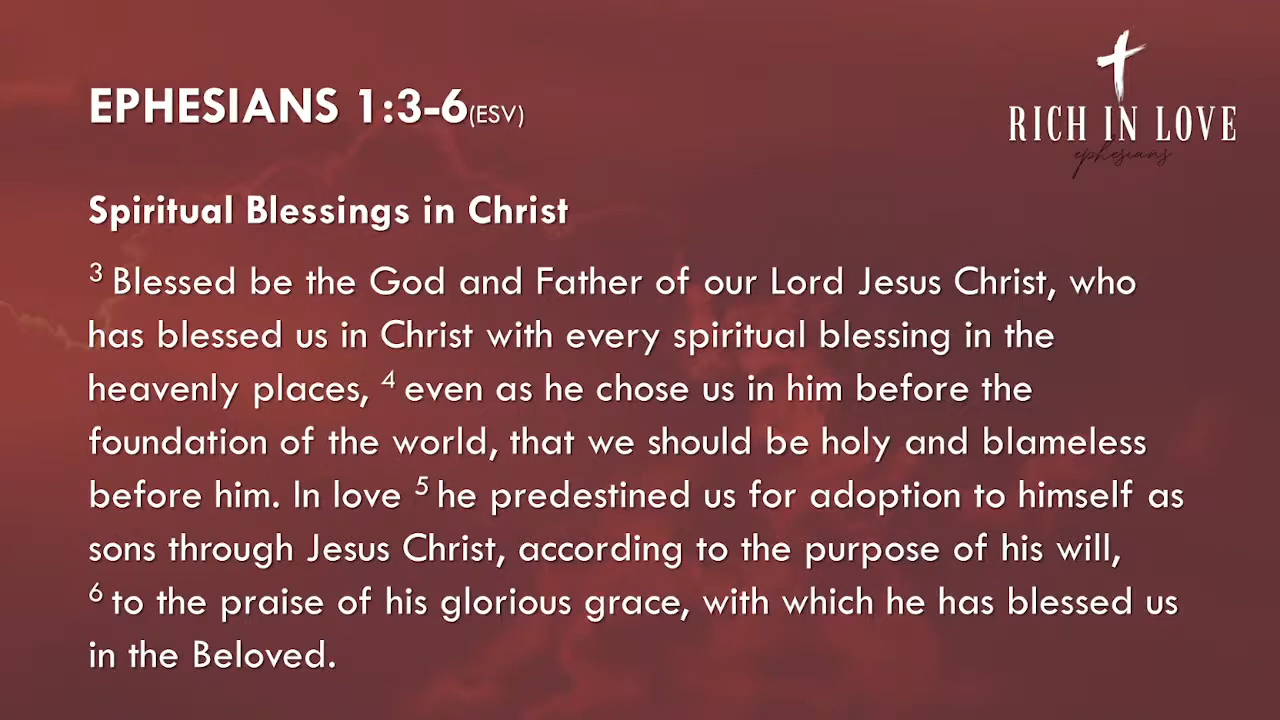 EPHESIANS 1:3-6(ESV)
RICH IN LOVE
ephesians
Spiritual Blessings in Christ
3 Blessed be the God and Father of our Lord Jesus Christ, who
has blessed us in Christ with every spiritual blessing in the
heavenly places, 4 even as he chose us in him before the
foundation of the world, that we should be holy and blameless
before him. In love 5 he predestined us for adoption to himself as
sons through Jesus Christ, according to the purpose of his will,
6 to the praise of his glorious grace, with which he has blessed us
in the Beloved.